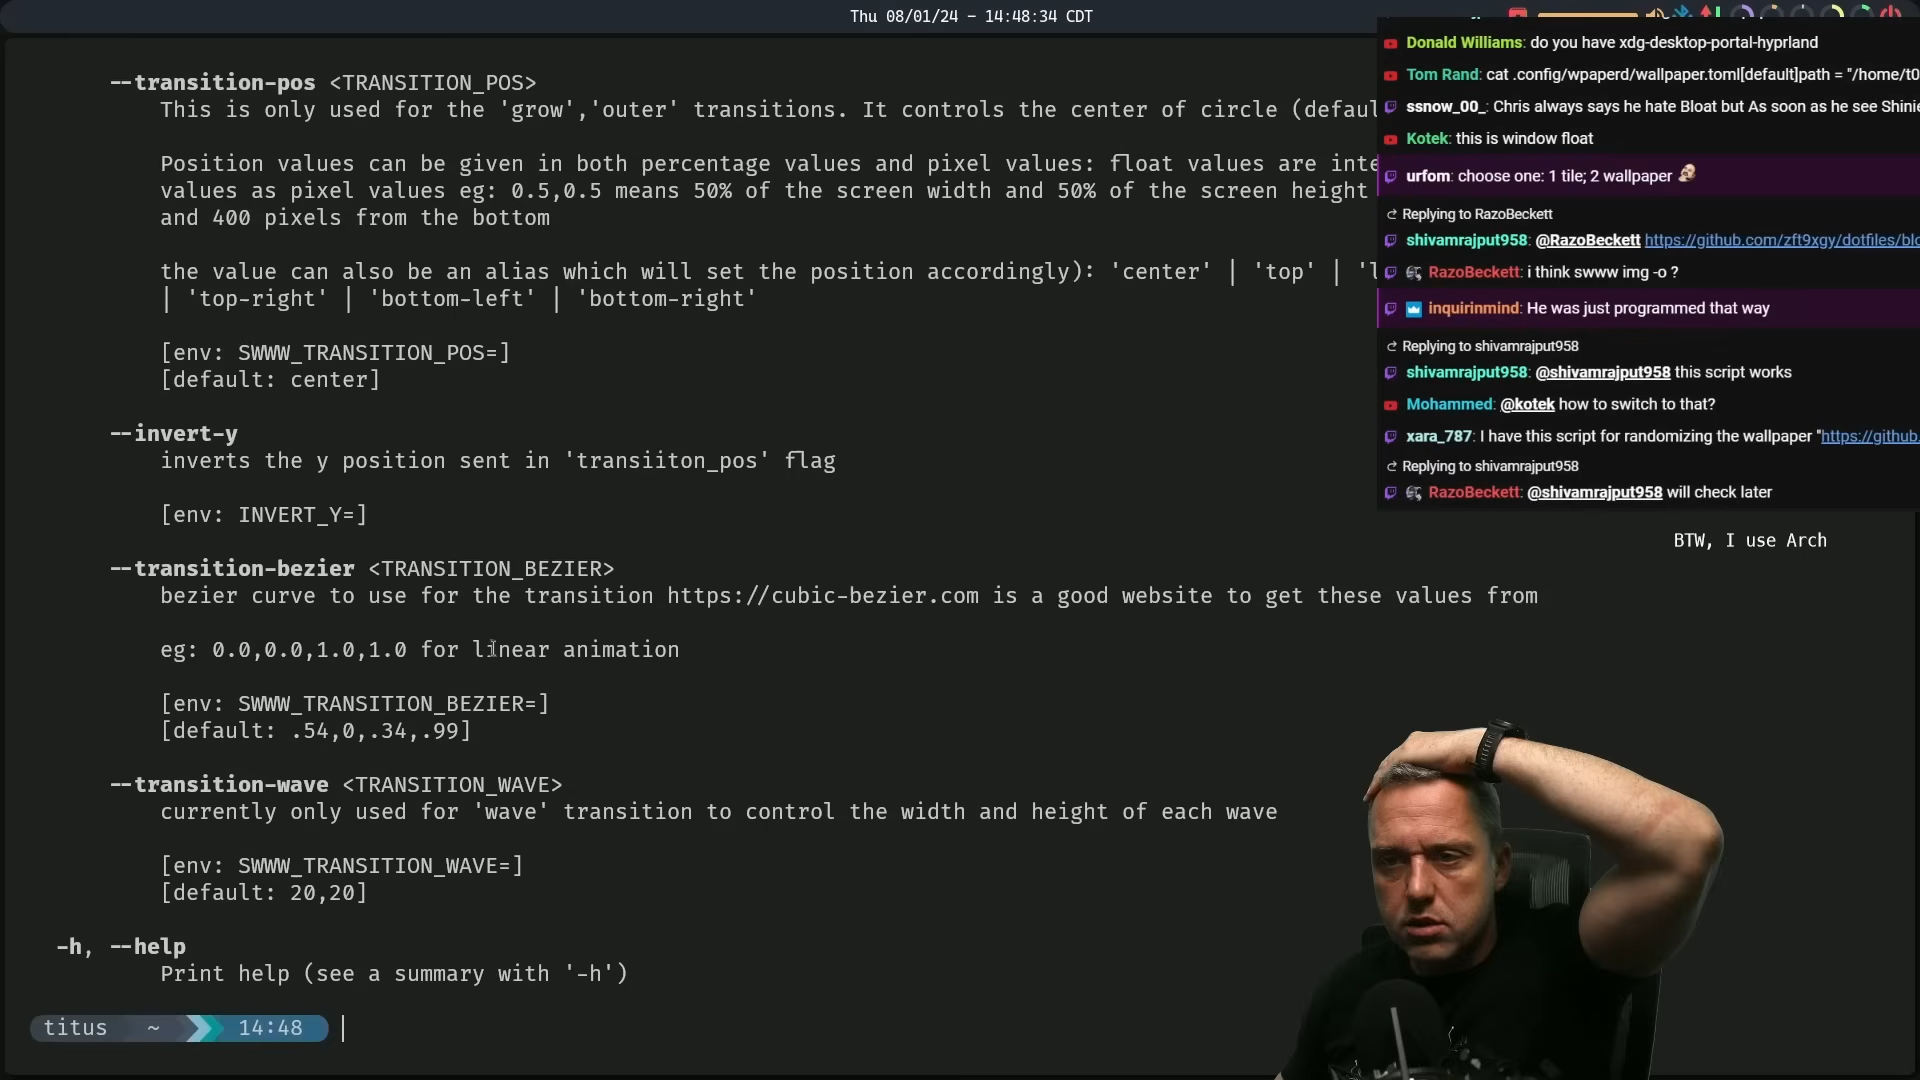 Thu 08/01/24 - 14:48:34 CDT
--transition-pos <TRANSITION_POS>
This is only used for the 'grow','outer' transitions. It controls the center of circle (defaul
Position values can be given in both percentage values and pixel values: float values are inte
values as pixel values eg: 0.5,0.5 means 50% of the screen width and 50% of the screen height
and 400 pixels from the bottom
the value can also be an alias which will set the position accordingly): 'center' | 'top' | 'l
| 'top-right' | 'bottom-left' | 'bottom-right'
[env: SWWW_TRANSITION_POS=]
[default: center]
--invert-y
inverts the y position sent in 'transiiton_pos' flag
[env: INVERT_Y=]
--transition-bezier <TRANSITION_BEZIER>
bezier curve to use for the transition https://cubic-bezier.com is a good website to get these values from
eg: 0.0,0.0,1.0,1.0 for linear animation
[env: SWWW_TRANSITION_BEZIER=]
[default: .54,0,.34,.99]
--transition-wave <TRANSITION_WAVE>
currently only used for 'wave' transition to control the width and height of each wave
[env: SWWW_TRANSITION_WAVE=]
[default: 20,20]
-h, --help
Print help (see a summary with '-h')
titus ~ 14:48
Donald Williams: do you have xdg-desktop-portal-hyprland
Tom Rand: cat .config/wpaperd/wallpaper.toml[default]path = "/home/t0
ssnow_00_: Chris always says he hate Bloat but As soon as he see Shinie
Kotek: this is window float
urfom: choose one: 1 tile; 2 wallpaper
Replying to RazoBeckett
shivamrajput958: @RazoBeckett https://github.com/zft9xgy/dotfiles/blo
RazoBeckett: i think swww img -o ?
inquirinmind: He was just programmed that way
Replying to shivamrajput958
shivamrajput958: @shivamrajput958 this script works
Mohammed: @kotek how to switch to that?
xara_787: I have this script for randomizing the wallpaper "https://github.
Replying to shivamrajput958
RazoBeckett: @shivamrajput958 will check later
BTW, I use Arch